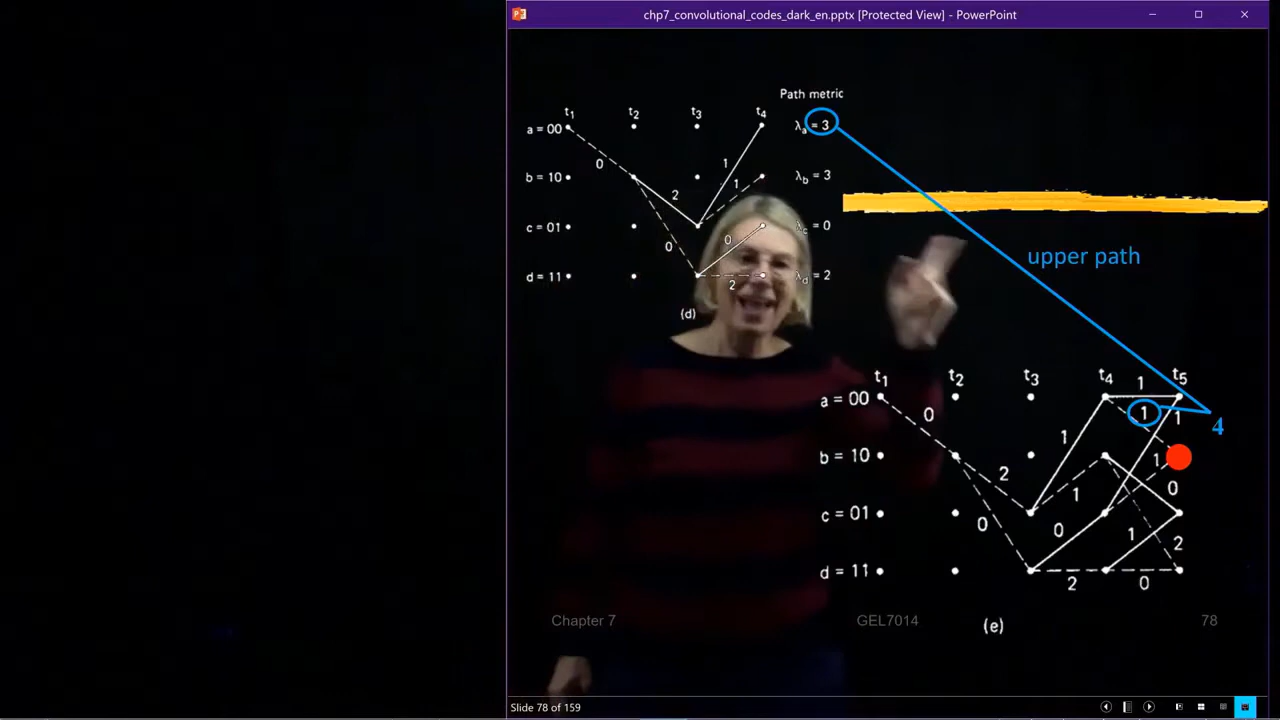 chp7_convolutional_codes_dark_en.pptx [Protected View] - PowerPoint
Path metric
t1 t2 t3 t4
a = 00 λa = 3
0 1
b = 10 2 1 λb = 3
c = 01 λc = 0
0 0
d = 11 2 λd = 2
(d)
upper path
t1 t2 t3 t4 1 t5
a = 00 0 1 1 4
1
b = 10 2 1 1 0
c = 01 0 0 1 2
d = 11 2 0
(e)
Chapter 7 GEL7014 78
Slide 78 of 159